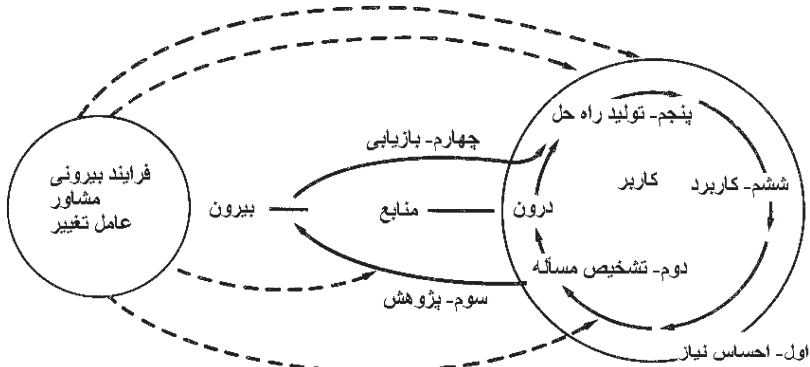 پنجم- تولید راه حل
چهارم- بازیابی
فرایند بیرونی
مشاور
عامل تغییر
ششم- کاربرد
کاربر
درون
منابع
بیرون
دوم- تشخیص مسأله
سوم- پژوهش
اول- احساس نیاز